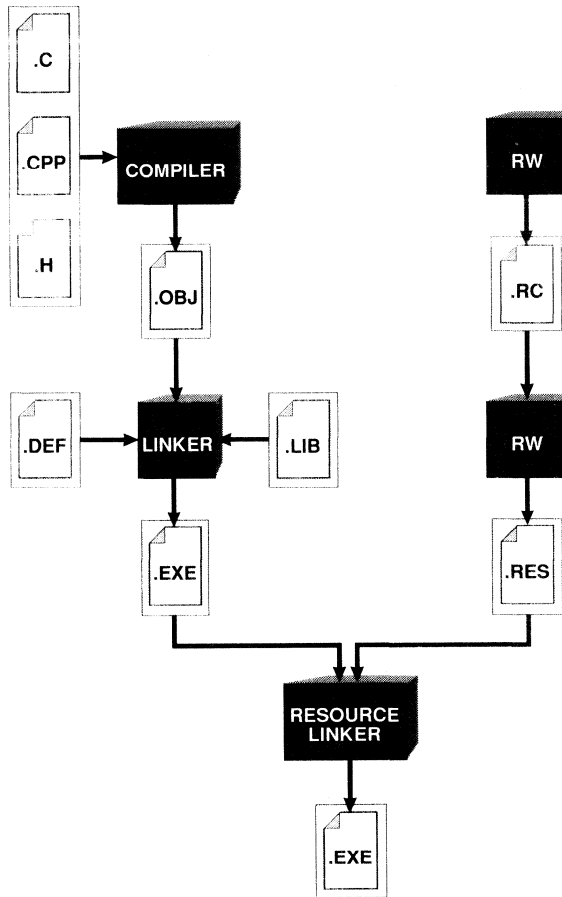 .C
.CPP
COMPILER
RW
.H
.OBJ
.RC
.DEF
LINKER
.LIB
RW
.EXE
.RES
RESOURCE
LINKER
.EXE